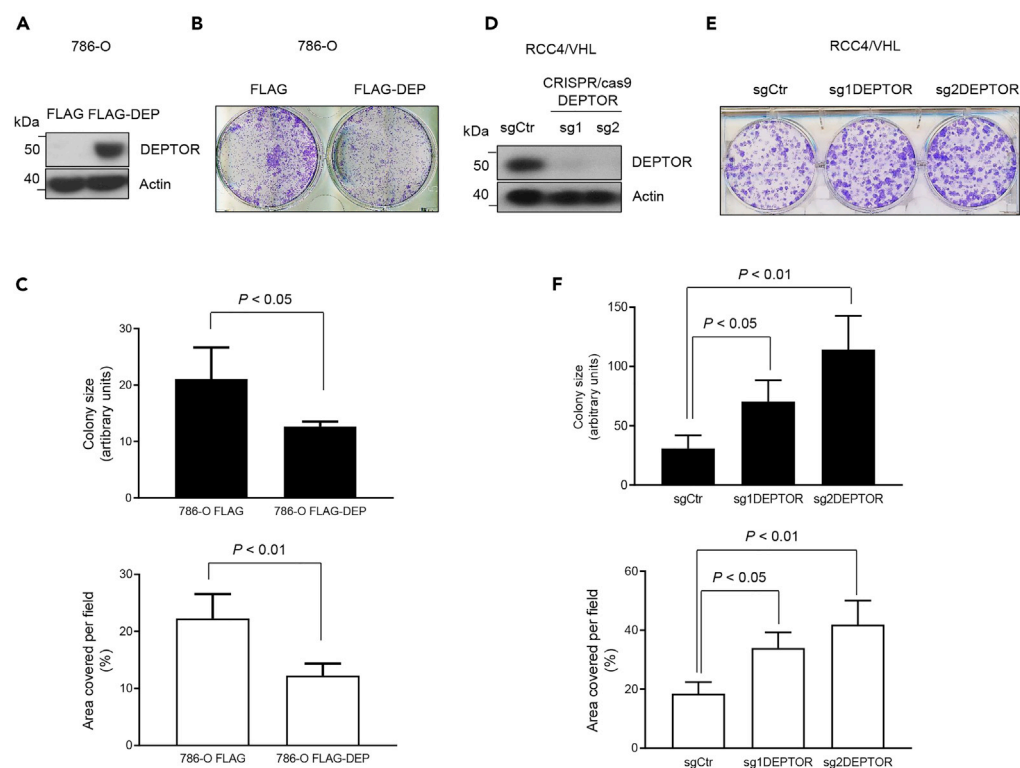 A
786-O
FLAG FLAG-DEP
kDa
50
DEPTOR
40
Actin
B
786-O
FLAG FLAG-DEP
C
P < 0.05
Colony size
(artibrary units)
30
20
10
0
786-O FLAG 786-O FLAG-DEP
P < 0.01
Area covered per field
(%)
30
20
10
0
786-O FLAG 786-O FLAG-DEP
D
RCC4/VHL
CRISPR/cas9
DEPTOR
kDa sgCtr sg1 sg2
50
DEPTOR
40
Actin
E
RCC4/VHL
sgCtr sg1DEPTOR sg2DEPTOR
F
P < 0.01
P < 0.05
Colony size
(arbitrary units)
150
100
50
0
sgCtr sg1DEPTOR sg2DEPTOR
P < 0.01
P < 0.05
Area covered per field
(%)
60
40
20
0
sgCtr sg1DEPTOR sg2DEPTOR